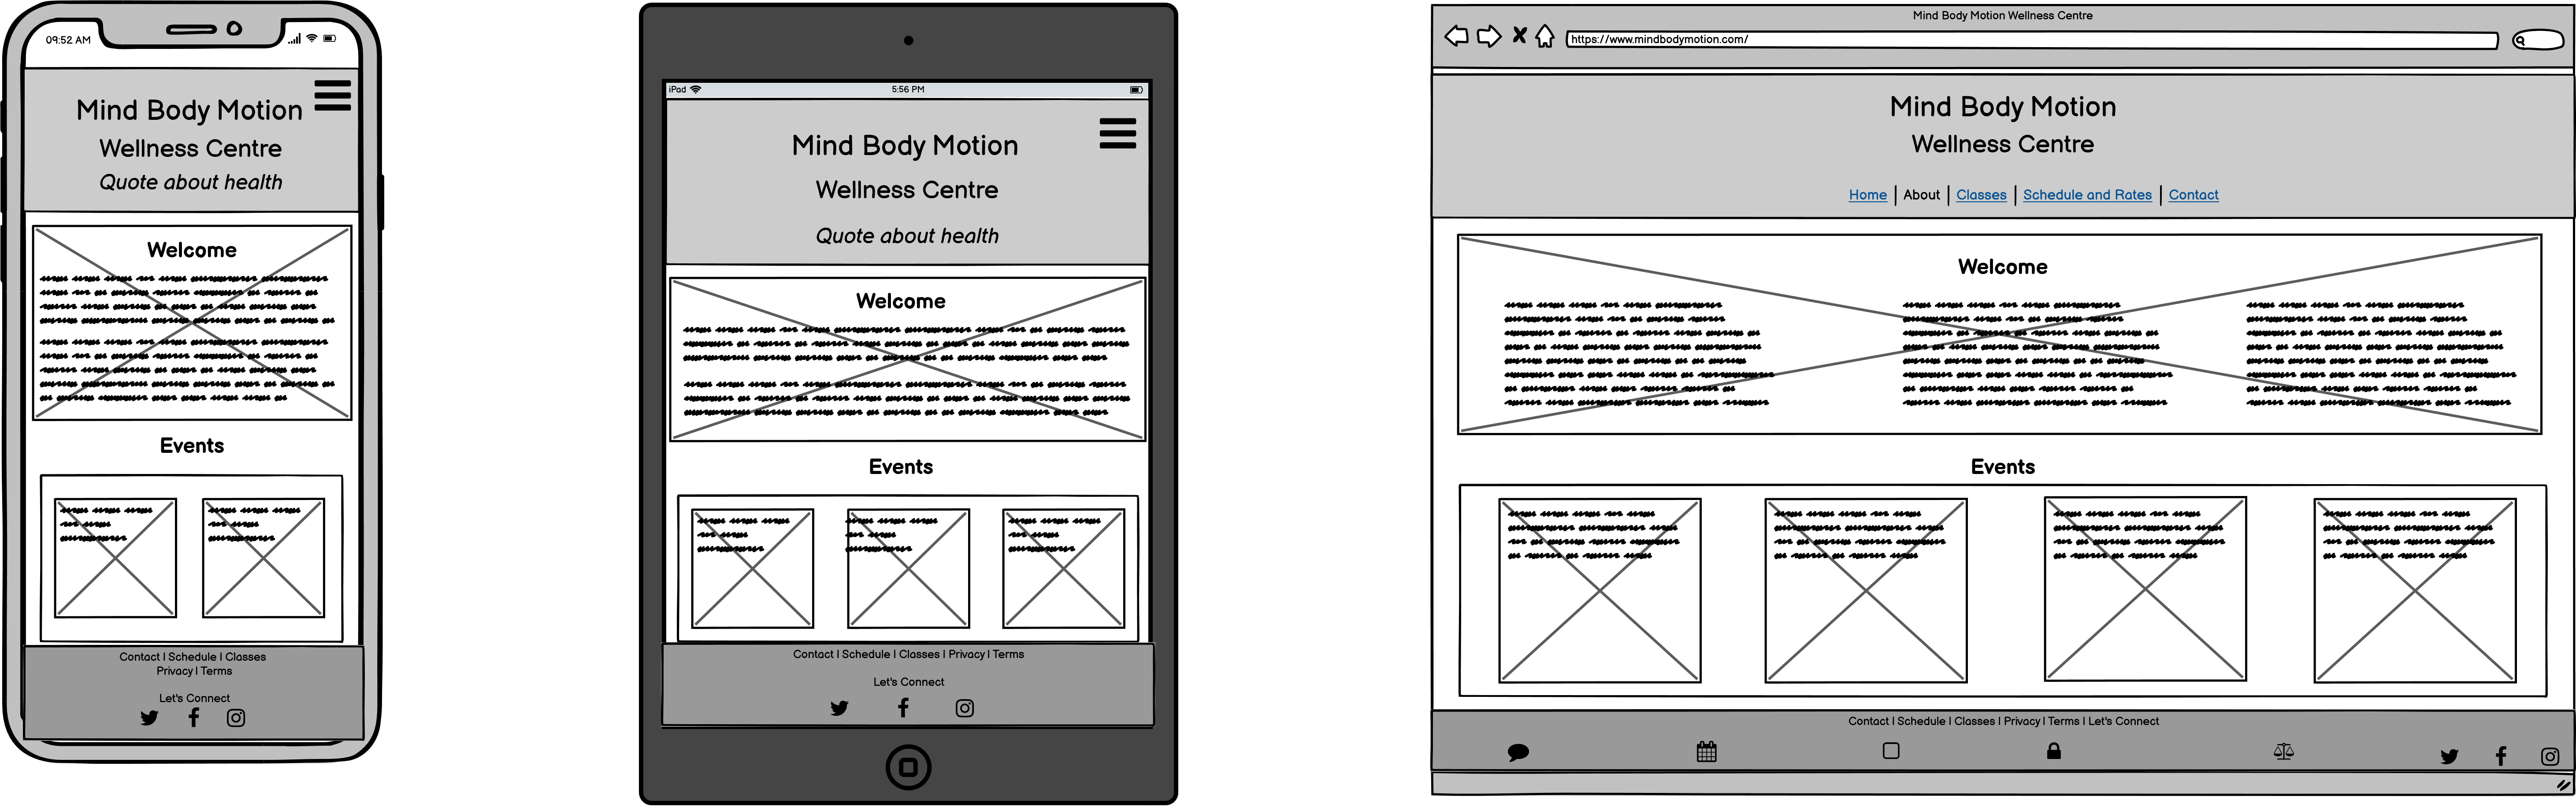 09:52 AM
Mind Body Motion
Wellness Centre
Quote about health
Welcome
Events
Contact | Schedule | Classes
Privacy | Terms
Let's Connect
iPad
5:56 PM
Mind Body Motion
Wellness Centre
Quote about health
Welcome
Events
Contact | Schedule | Classes | Privacy | Terms
Let's Connect
Mind Body Motion Wellness Centre
https://www.mindbodymotion.com/
Mind Body Motion
Wellness Centre
Home | About | Classes | Schedule and Rates | Contact
Welcome
Events
Contact | Schedule | Classes | Privacy | Terms | Let's Connect